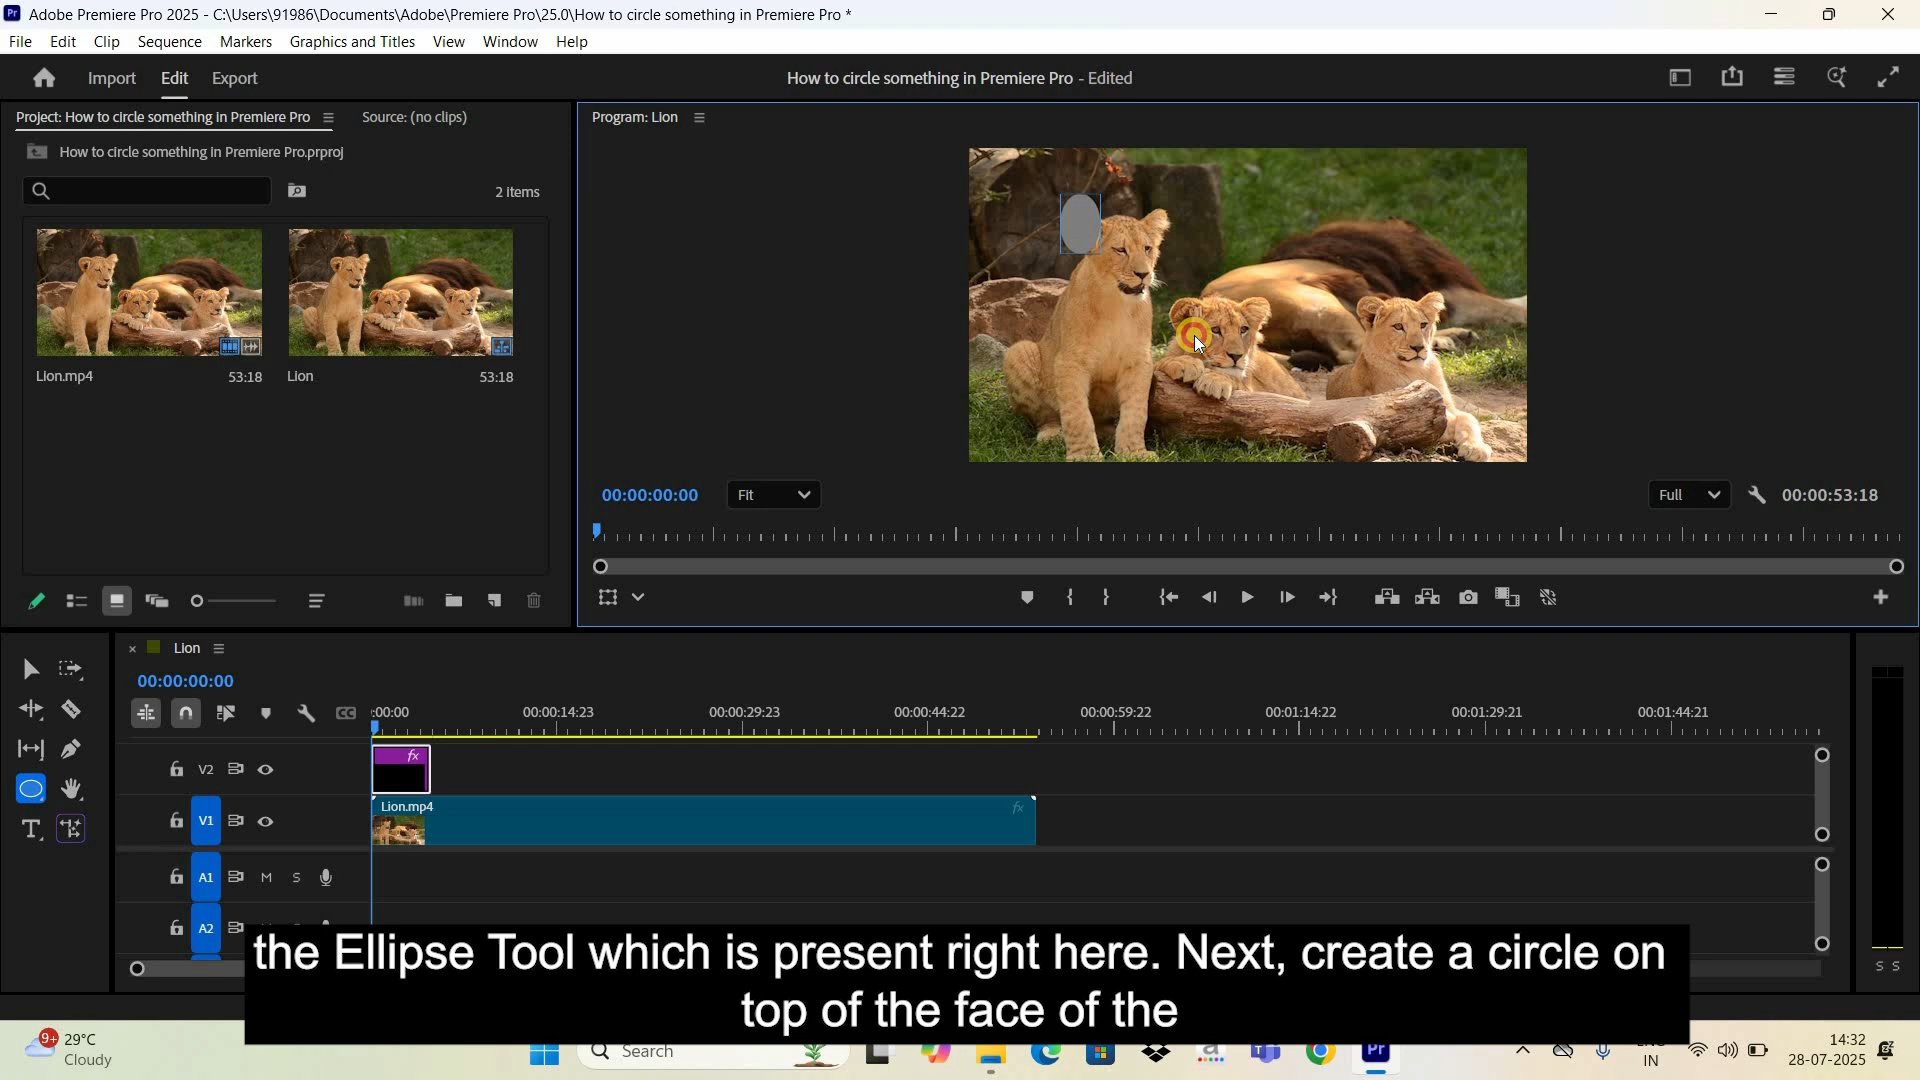 Pr Adobe Premiere Pro 2025 - C:\Users\91986\Documents\Adobe\Premiere Pro\25.0\How to circle something in Premiere Pro *
File Edit Clip Sequence Markers Graphics and Titles View Window Help
Import Edit Export How to circle something in Premiere Pro - Edited
Project: How to circle something in Premiere Pro Source: (no clips) Program: Lion
How to circle something in Premiere Pro.prproj
2 items
Lion.mp4 53:18 Lion 53:18
00:00:00:00 Fit Full 00:00:53:18
Lion
00:00:00:00
:00:00 00:00:14:23 00:00:29:23 00:00:44:22 00:00:59:22 00:01:14:22 00:01:29:21 00:01:44:21
fx
V2
Lion.mp4 fx
V1
A1 M S
A2
S S
the Ellipse Tool which is present right here. Next, create a circle on
top of the face of the
9+ 29°C
Cloudy
Search
Pr
IN
14:32
28-07-2025